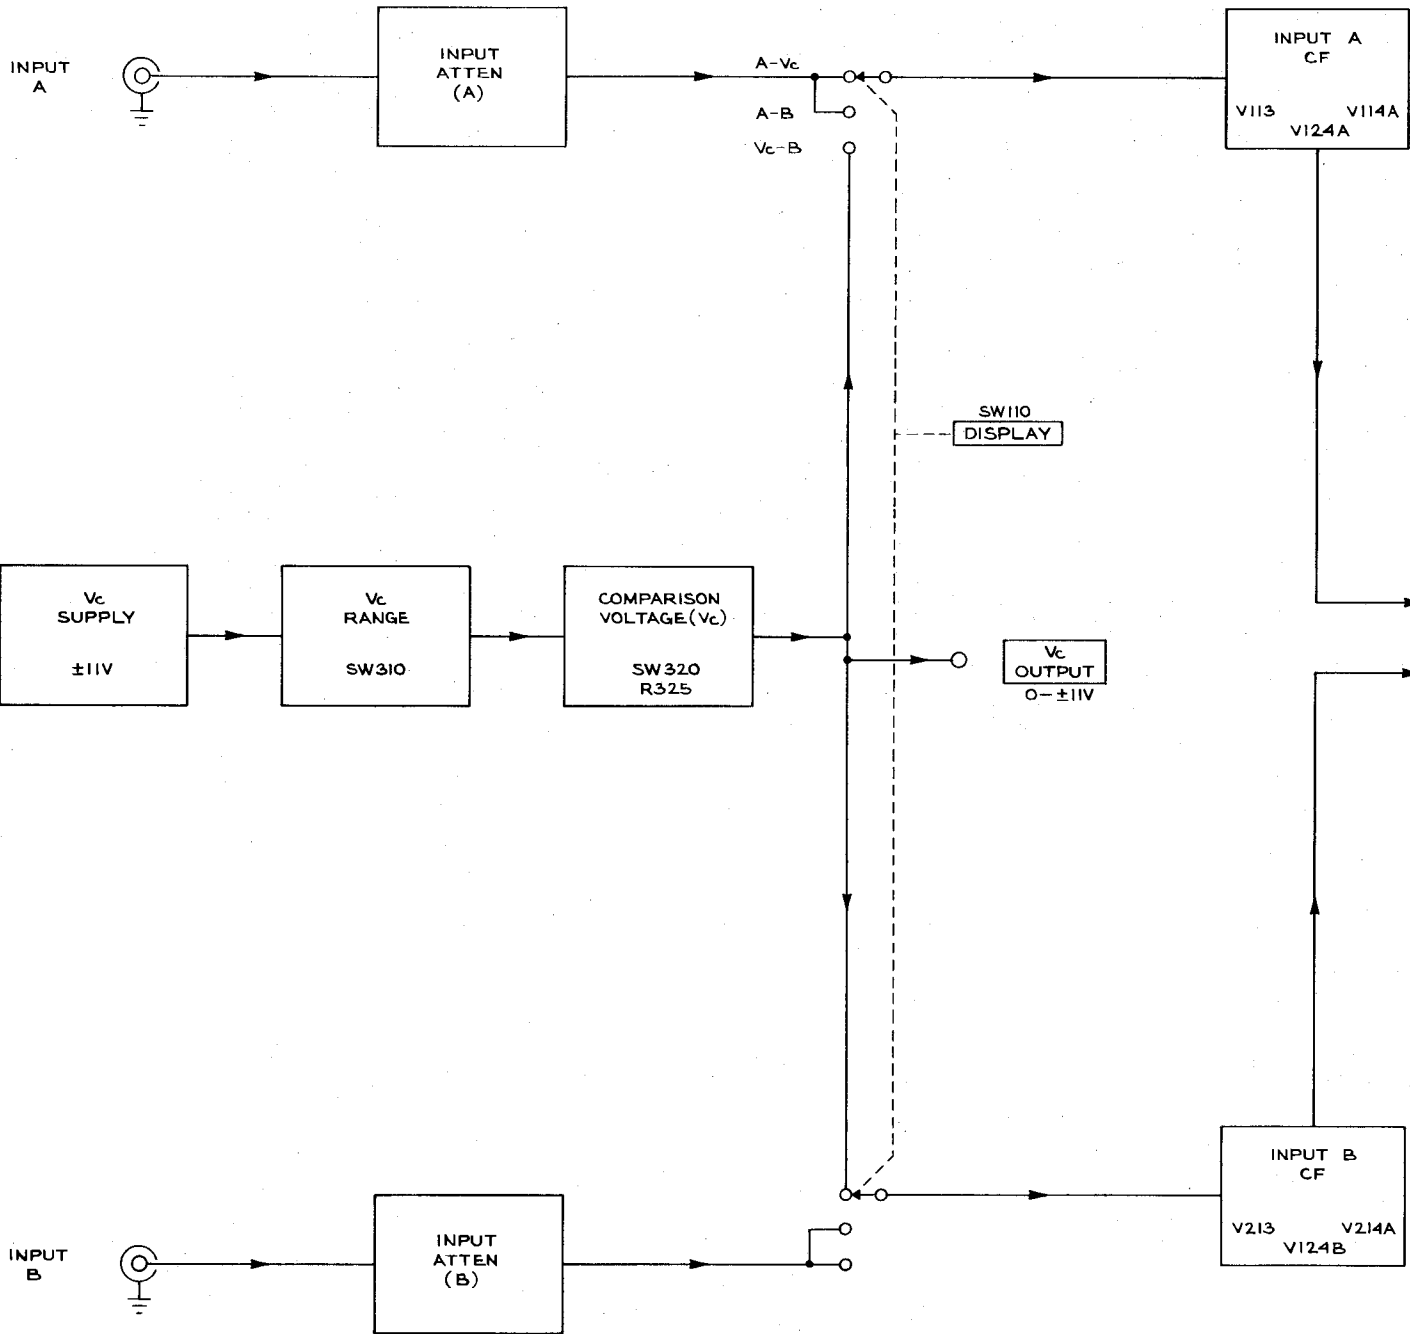 INPUT
A
INPUT
ATTEN
(A)
A-Vc
A-B
Vc-B
INPUT A
CF
V113 V114A
V124A
SW110
DISPLAY
Vc
SUPPLY
±11V
Vc
RANGE
SW310
COMPARISON
VOLTAGE(Vc)
SW320
R325
Vc
OUTPUT
0-±11V
INPUT B
CF
V213 V214A
V124B
INPUT
B
INPUT
ATTEN
(B)